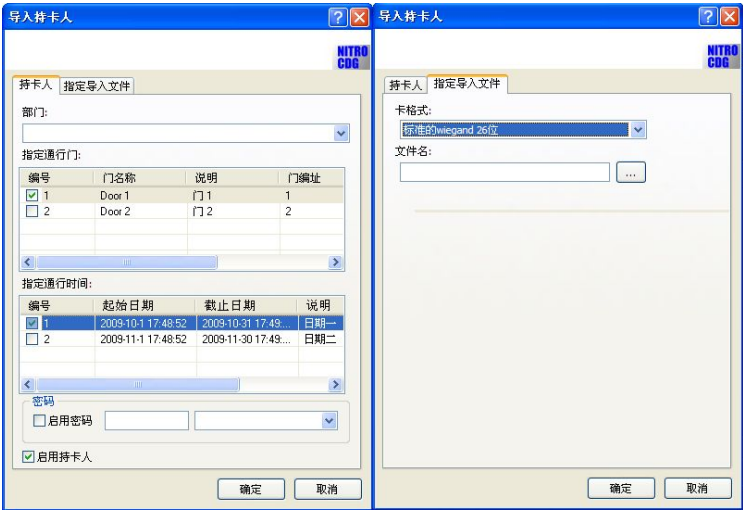 导入持卡人
NITRO
CDG
持卡人 指定导入文件
部门:
指定通行门:
编号 门名称 说明 门编址
1 Door 1 门 1 1
2 Door 2 门 2 2
指定通行时间:
编号 起始日期 截止日期 说明
1 2009-10-1 17:48:52 2009-10-31 17:49:... 日期一
2 2009-11-1 17:48:52 2009-11-30 17:49:... 日期二
密码
启用密码
启用持卡人
确定 取消
导入持卡人
NITRO
CDG
持卡人 指定导入文件
卡格式:
标准的wiegand 26位
文件名:
...
确定 取消